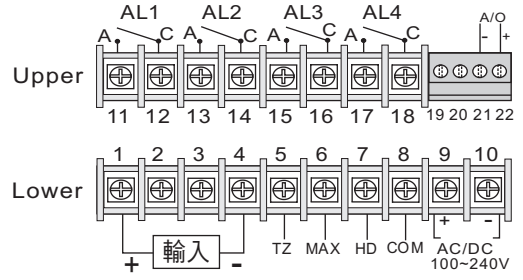 AL1 AL2 AL3 AL4 A/O
A C A C A C A C - +
Upper
11 12 13 14 15 16 17 18 19 20 21 22
1 2 3 4 5 6 7 8 9 10
Lower
+ 輸入 - TZ MAX HD COM + -
AC/DC
100~240V